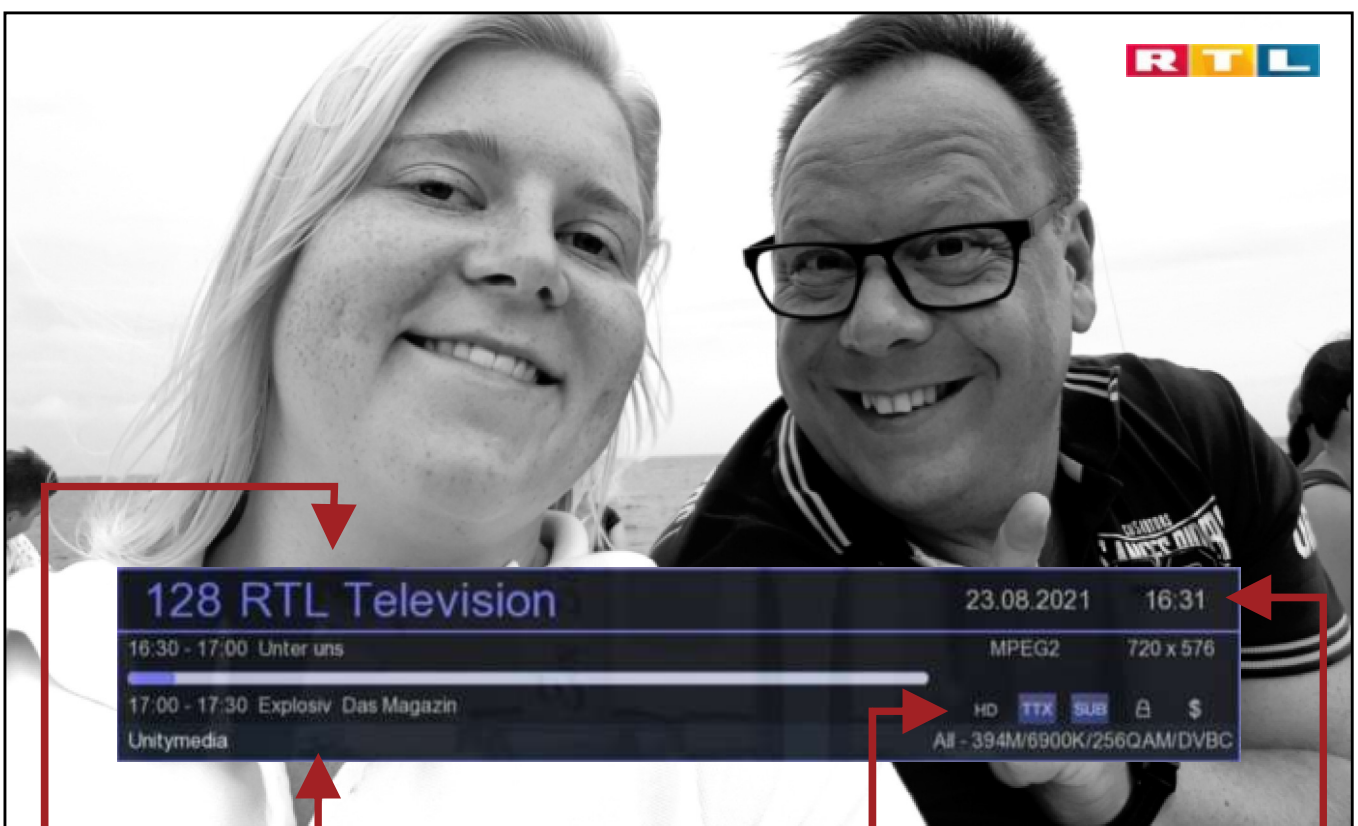 RTL
128 RTL Television 23.08.2021 16:31
16:30 - 17:00 Unter uns MPEG2 720 x 576
17:00 - 17:30 Explosiv Das Magazin HD TTX SUB $
Unitymedia All - 394M/6900K/256QAM/DVBC